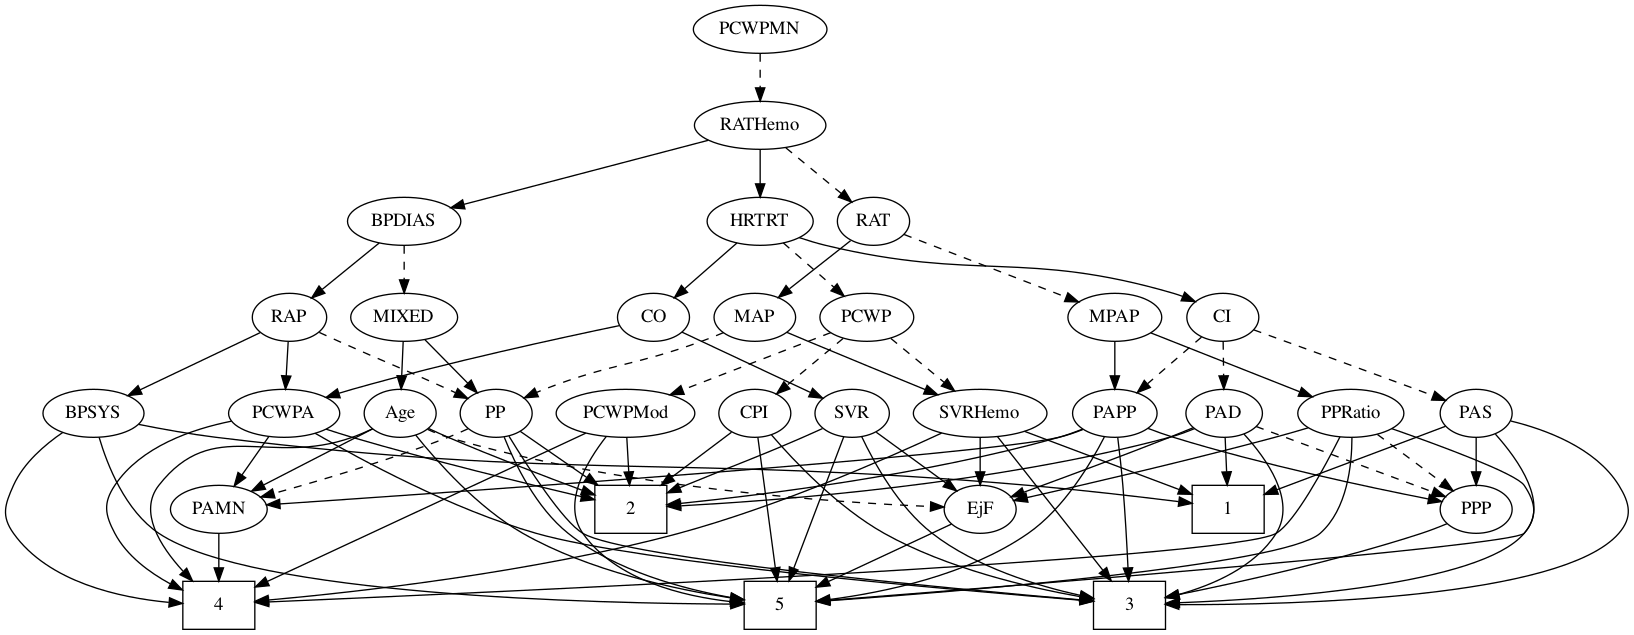 PCWPMN
RATHemo
BPDIAS
HRTRT
RAT
RAP
MIXED
CO
MAP
PCWP
MPAP
CI
BPSYS
PCWPA
Age
PP
PCWPMod
CPI
SVR
SVRHemo
PAPP
PAD
PPRatio
PAS
PAMN
2
EjF
1
PPP
4
5
3